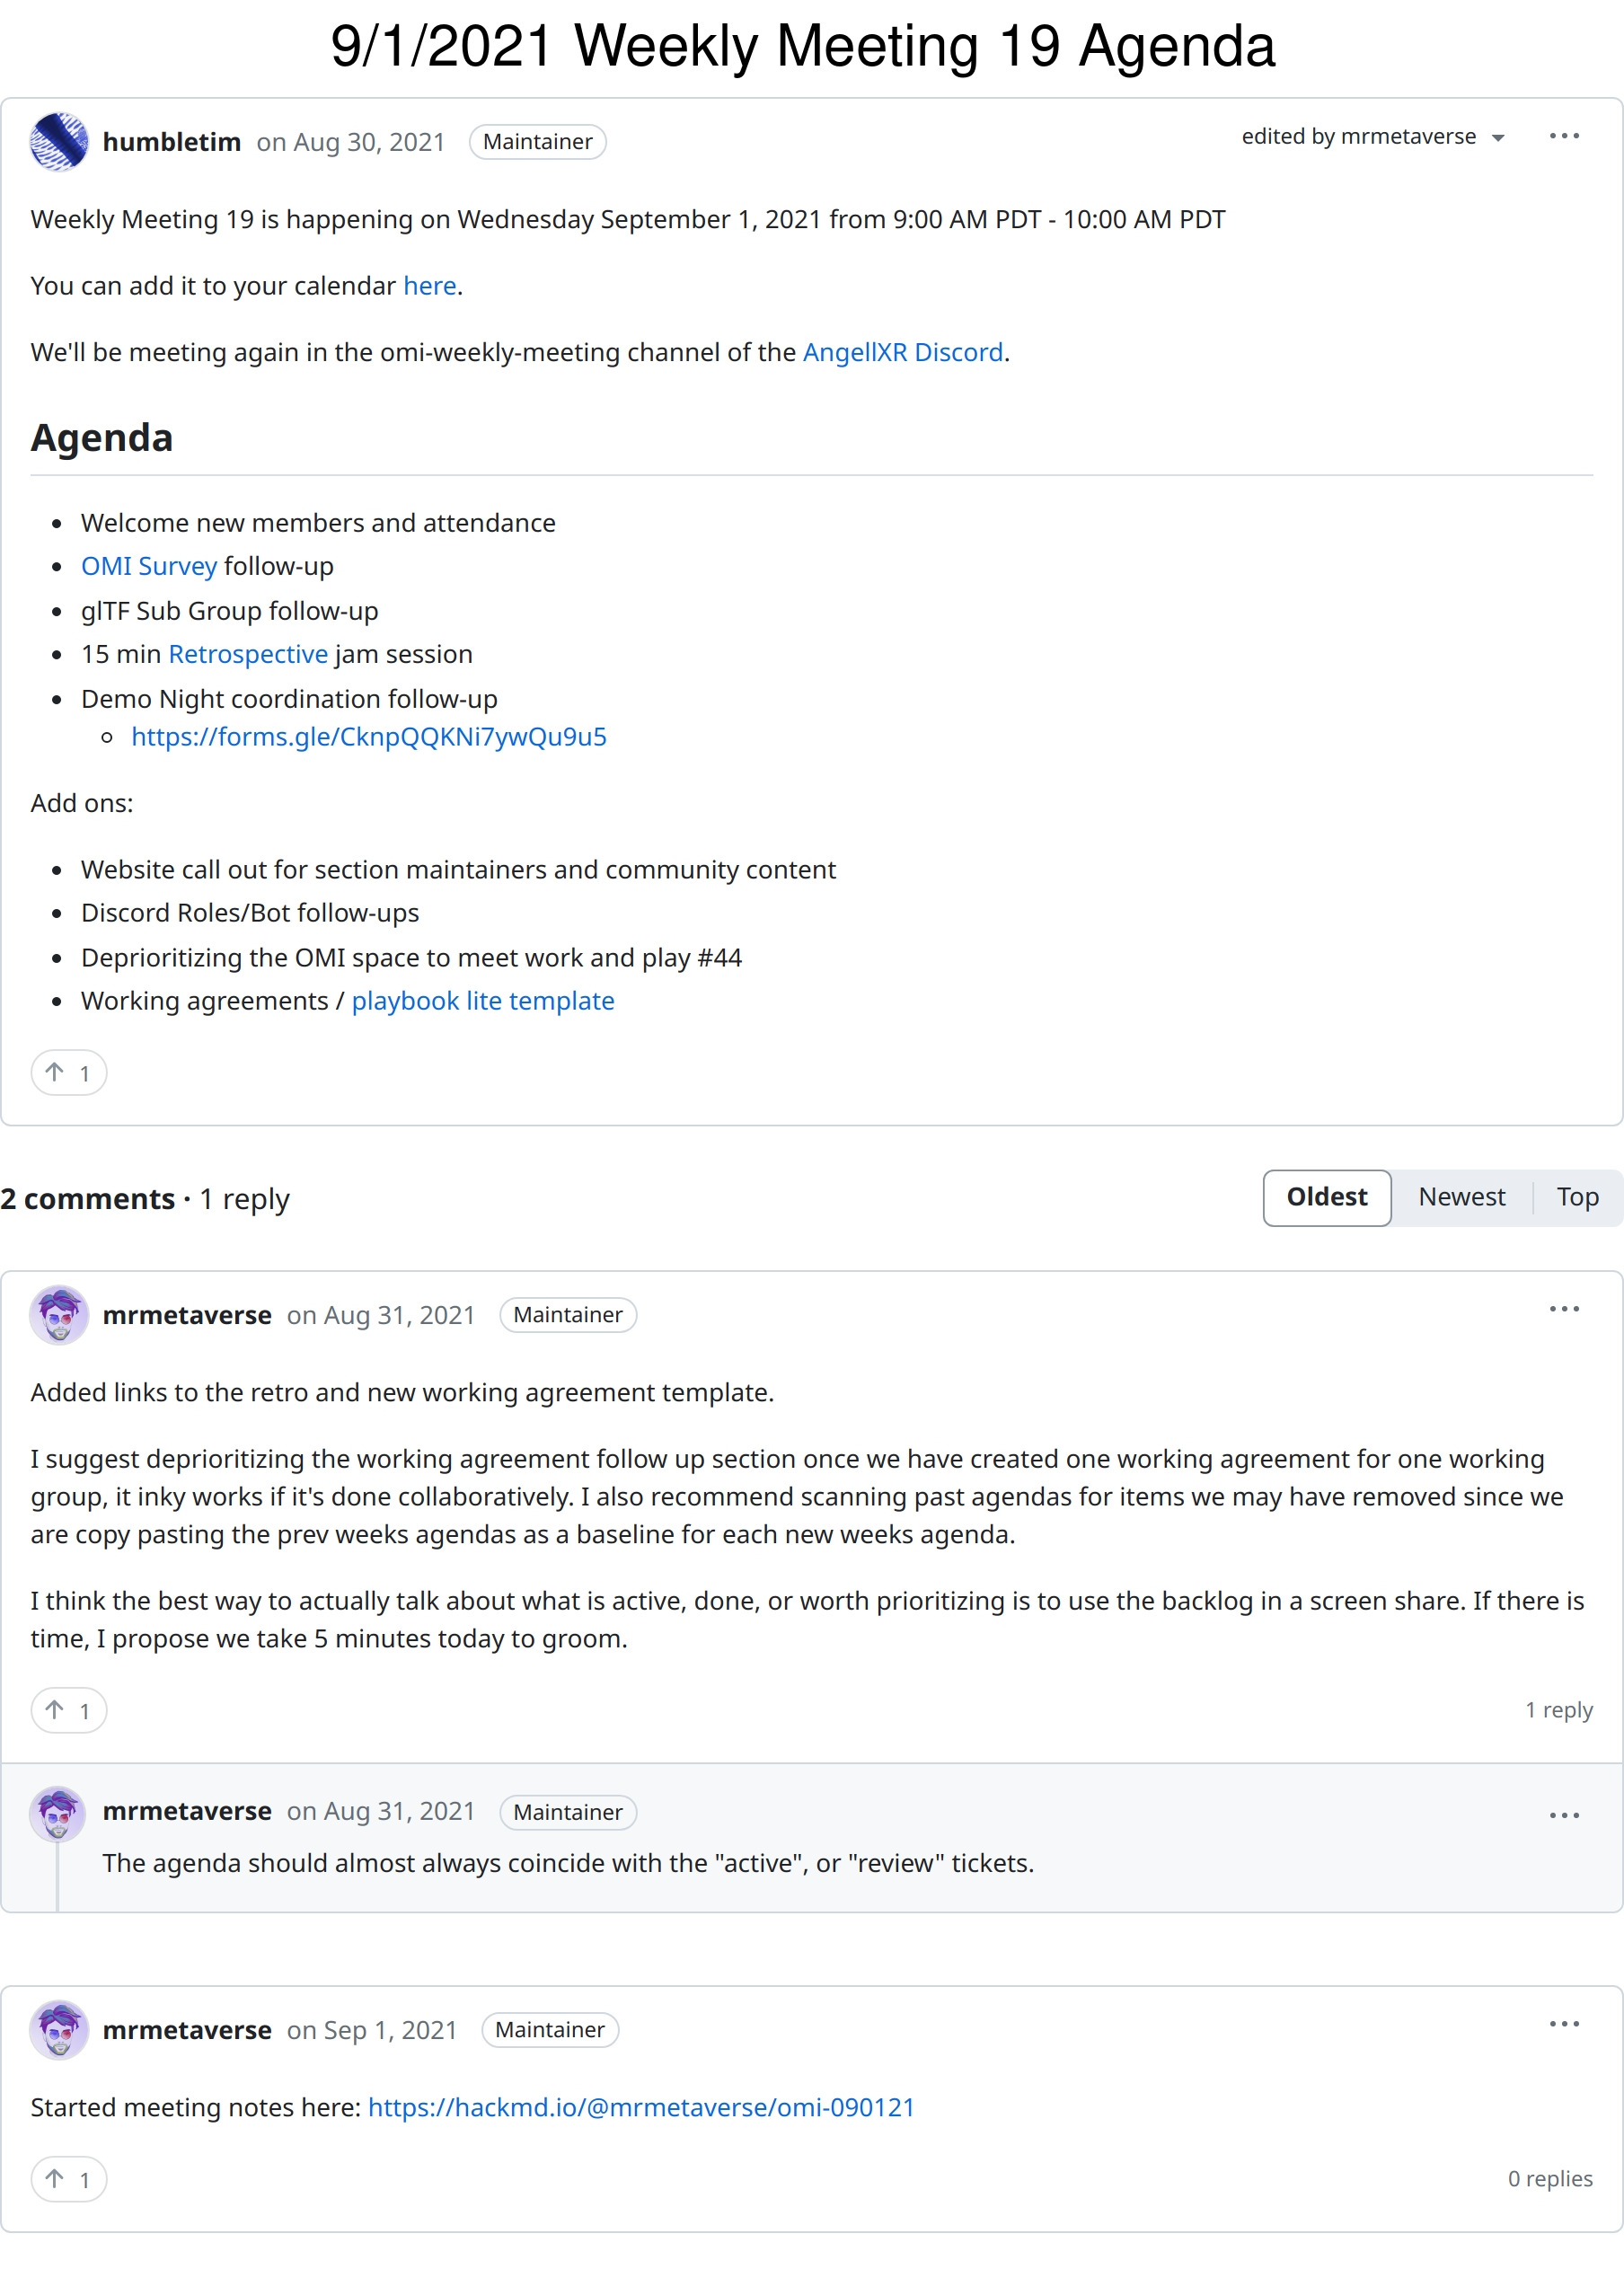 9/1/2021 Weekly Meeting 19 Agenda
humbletim on Aug 30, 2021 Maintainer edited by mrmetaverse
Weekly Meeting 19 is happening on Wednesday September 1, 2021 from 9:00 AM PDT - 10:00 AM PDT
You can add it to your calendar here.
We'll be meeting again in the omi-weekly-meeting channel of the AngellXR Discord.
Agenda
Welcome new members and attendance
OMI Survey follow-up
glTF Sub Group follow-up
15 min Retrospective jam session
Demo Night coordination follow-up
https://forms.gle/CknpQQKNi7ywQu9u5
Add ons:
Website call out for section maintainers and community content
Discord Roles/Bot follow-ups
Deprioritizing the OMI space to meet work and play #44
Working agreements / playbook lite template
1
2 comments · 1 reply Oldest Newest Top
mrmetaverse on Aug 31, 2021 Maintainer
Added links to the retro and new working agreement template.
I suggest deprioritizing the working agreement follow up section once we have created one working agreement for one working
group, it inky works if it's done collaboratively. I also recommend scanning past agendas for items we may have removed since we
are copy pasting the prev weeks agendas as a baseline for each new weeks agenda.
I think the best way to actually talk about what is active, done, or worth prioritizing is to use the backlog in a screen share. If there is
time, I propose we take 5 minutes today to groom.
1 1 reply
mrmetaverse on Aug 31, 2021 Maintainer
The agenda should almost always coincide with the "active", or "review" tickets.
mrmetaverse on Sep 1, 2021 Maintainer
Started meeting notes here: https://hackmd.io/@mrmetaverse/omi-090121
1 0 replies